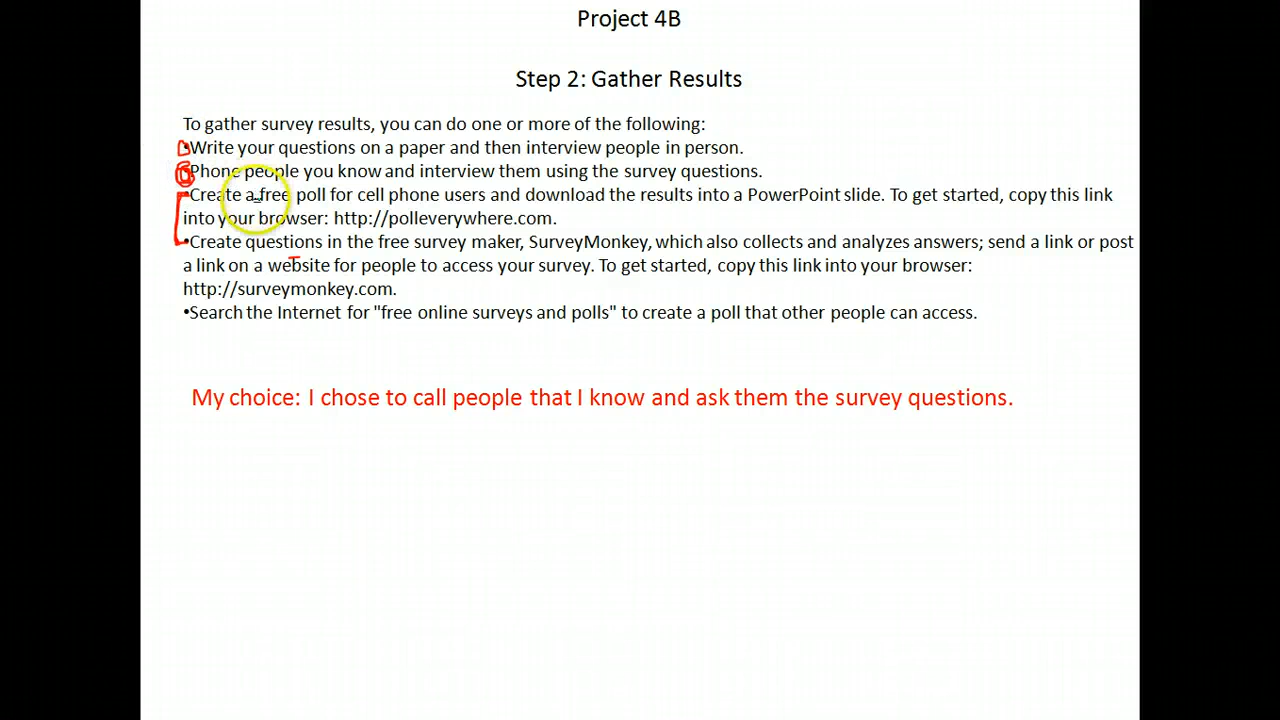 Project 4B
Step 2: Gather Results
To gather survey results, you can do one or more of the following:
•Write your questions on a paper and then interview people in person.
•Phone people you know and interview them using the survey questions.
•Create a free poll for cell phone users and download the results into a PowerPoint slide. To get started, copy this link
into your browser: http://polleverywhere.com.
•Create questions in the free survey maker, SurveyMonkey, which also collects and analyzes answers; send a link or post
a link on a website for people to access your survey. To get started, copy this link into your browser:
http://surveymonkey.com.
•Search the Internet for "free online surveys and polls" to create a poll that other people can access.
My choice: I chose to call people that I know and ask them the survey questions.